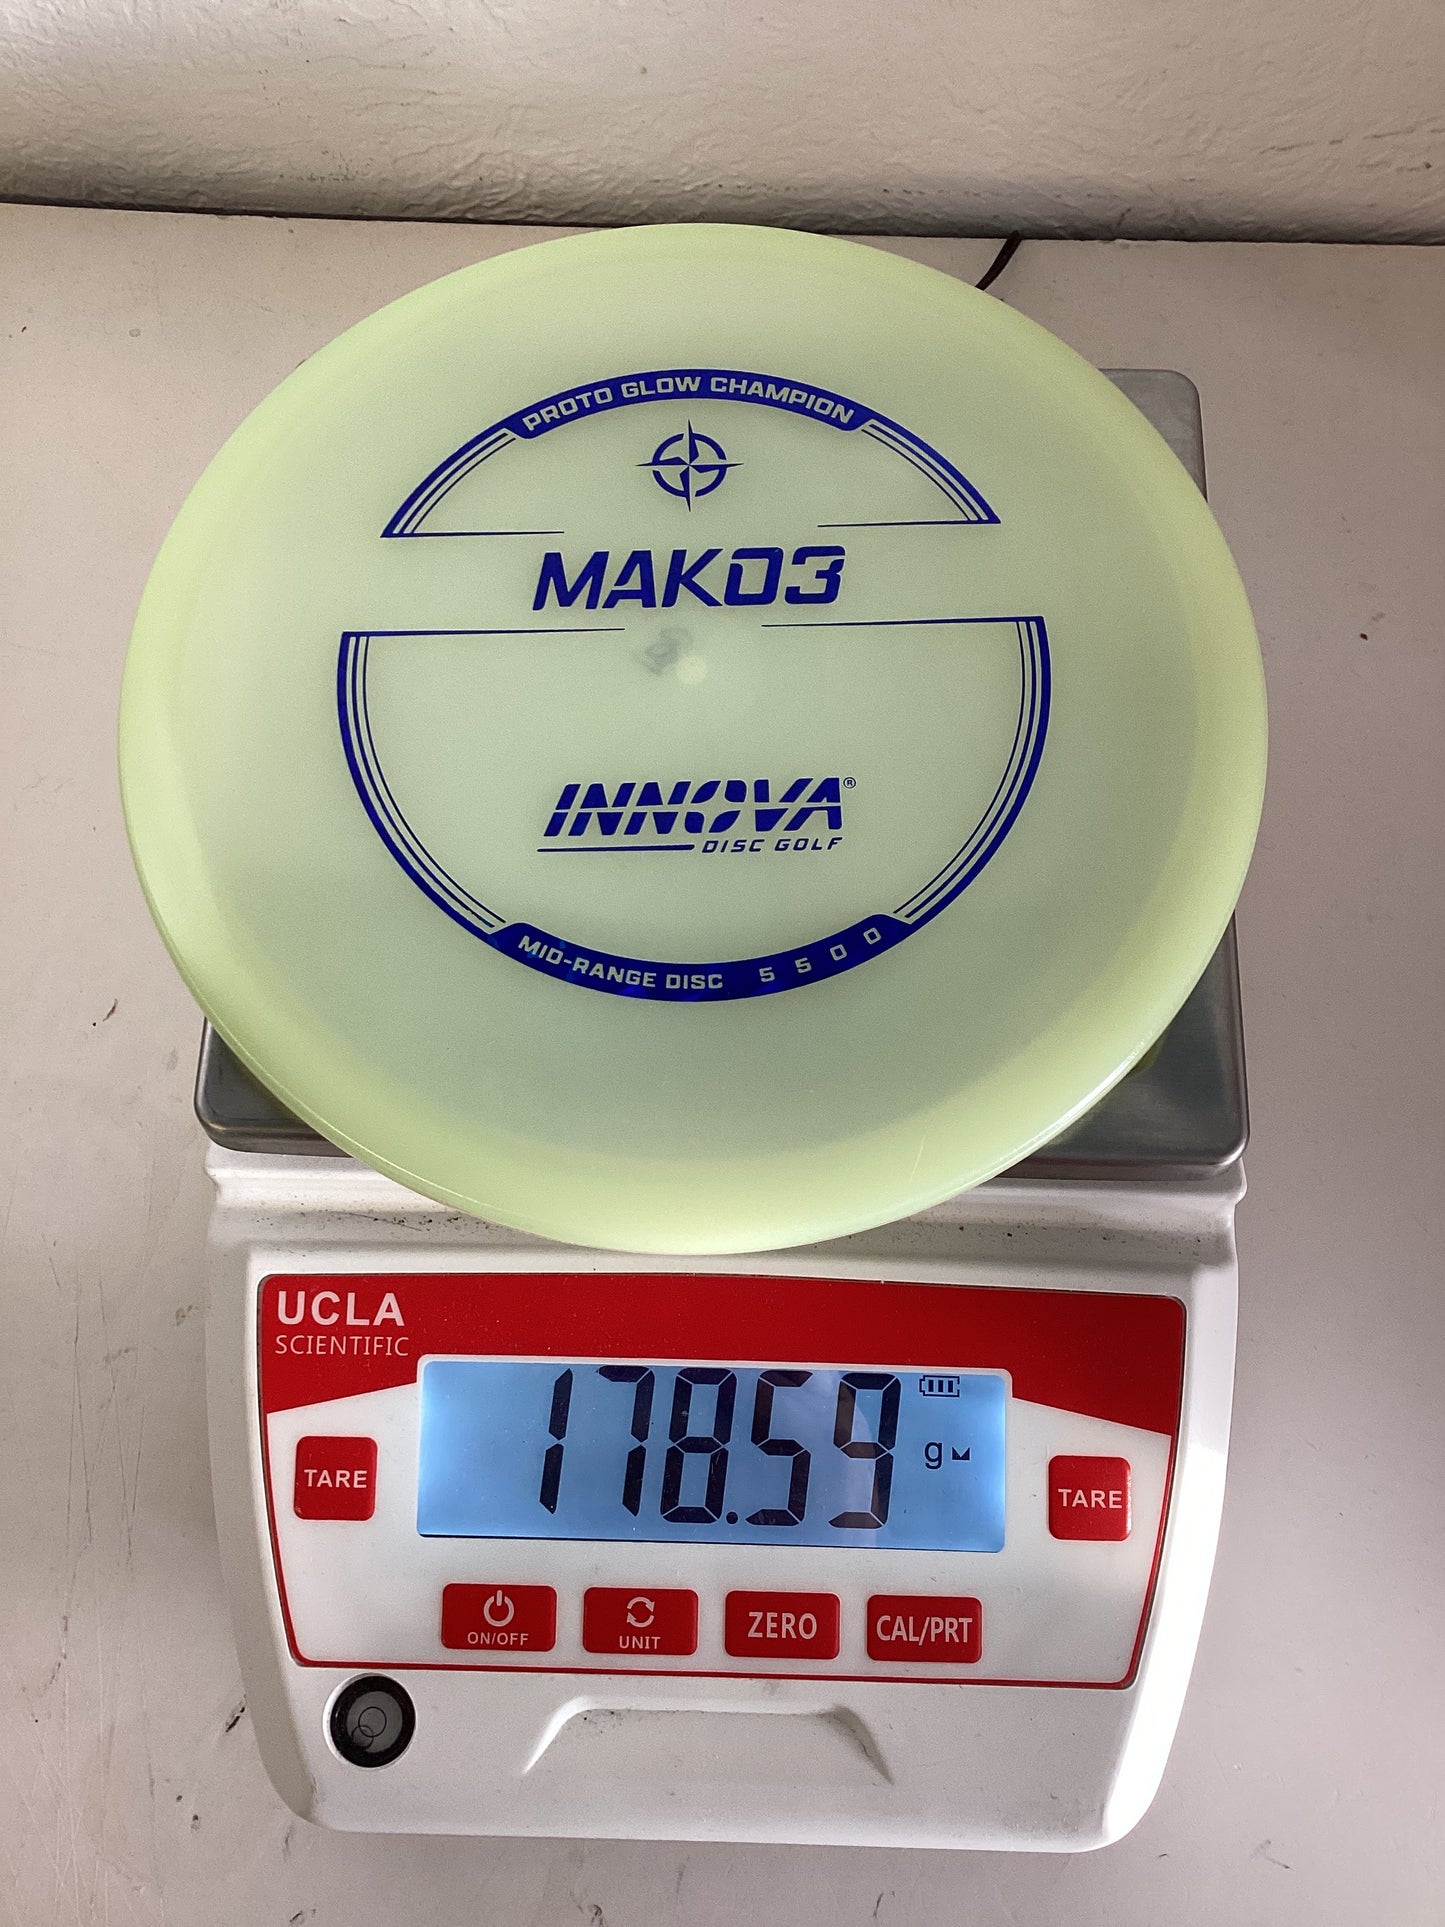 PROTO GLOW CHAMPION
MAKO3
INNOVA®
DISC GOLF
MID-RANGE DISC 5 5 0 0
UCLA
SCIENTIFIC
178.59 g
TARE
TARE
ON/OFF
UNIT
ZERO
CAL/PRT